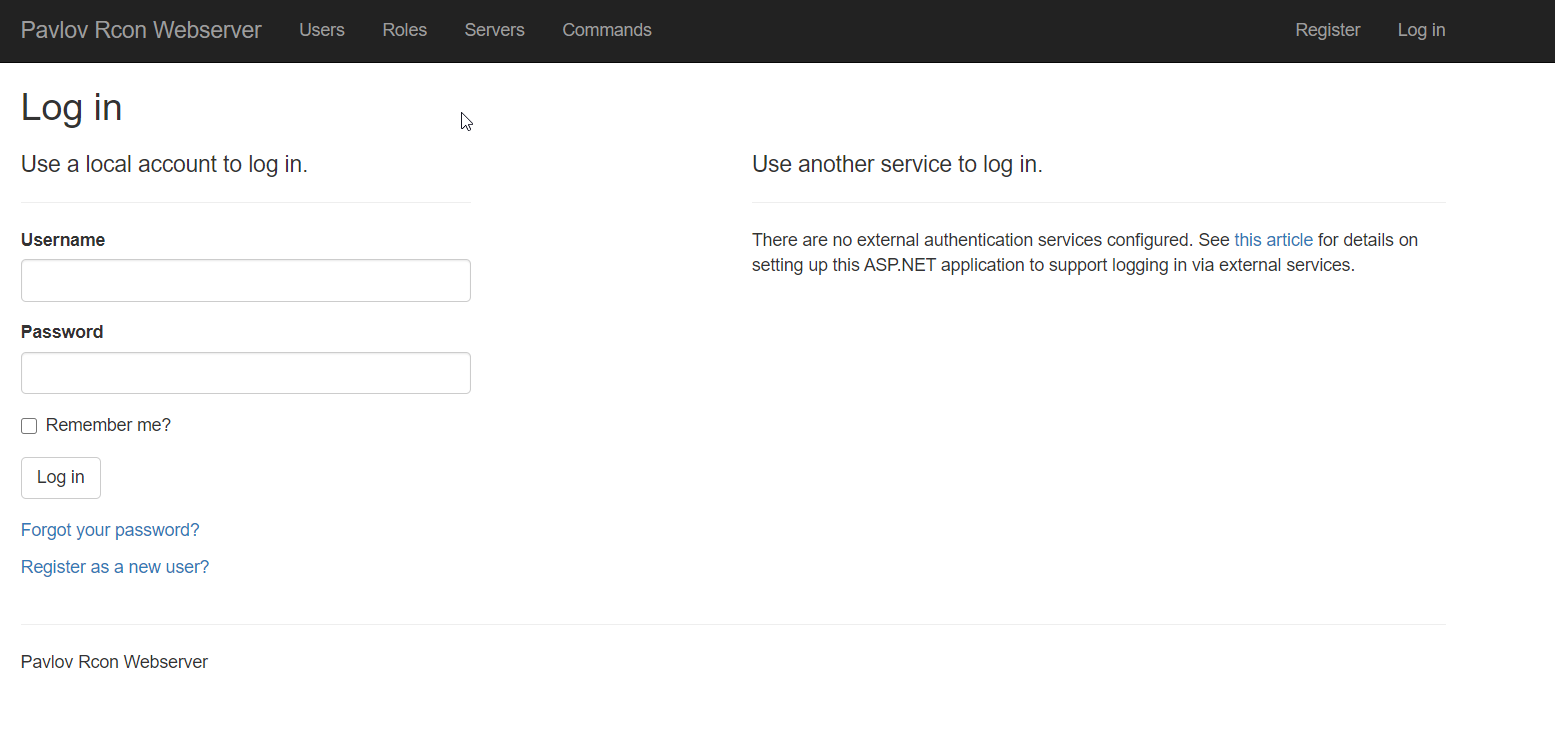 Pavlov Rcon Webserver Users Roles Servers Commands Register Log in
Log in
Use a local account to log in.
Username
Password
Remember me?
Log in
Forgot your password?
Register as a new user?
Use another service to log in.
There are no external authentication services configured. See this article for details on
setting up this ASP.NET application to support logging in via external services.
Pavlov Rcon Webserver